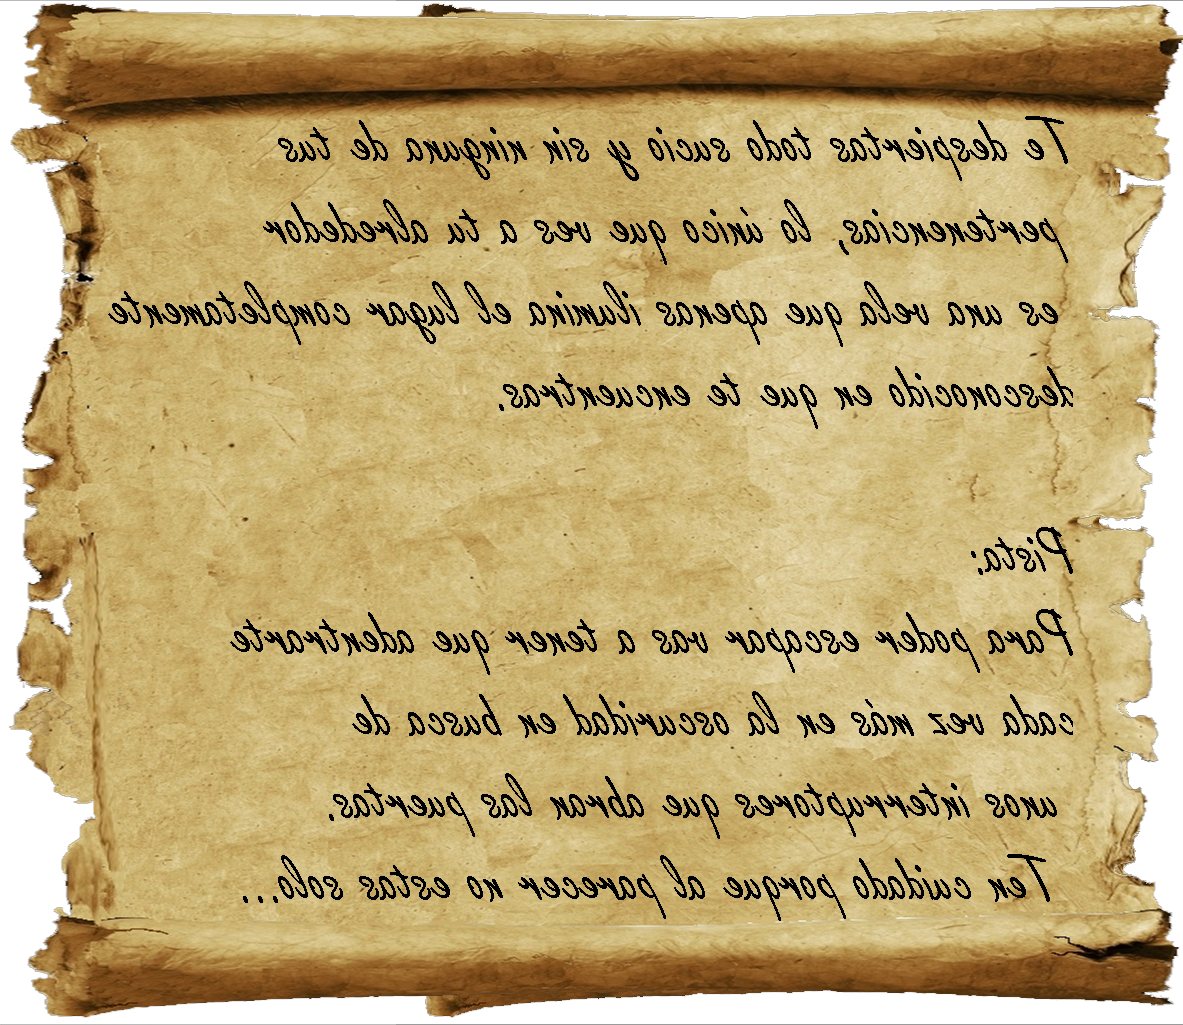 Te despiertas todo sucio y sin ninguna de tus
pertenencias, lo único que ves a tu alrededor
es una vela que apenas ilumina el lugar completamente
desconocido en que te encuentras.
Pista:
Para poder escapar vas a tener que adentrarte
cada vez más en la oscuridad en busca de
unos interruptores que abran las puertas.
Ten cuidado porque al parecer no estas solo...